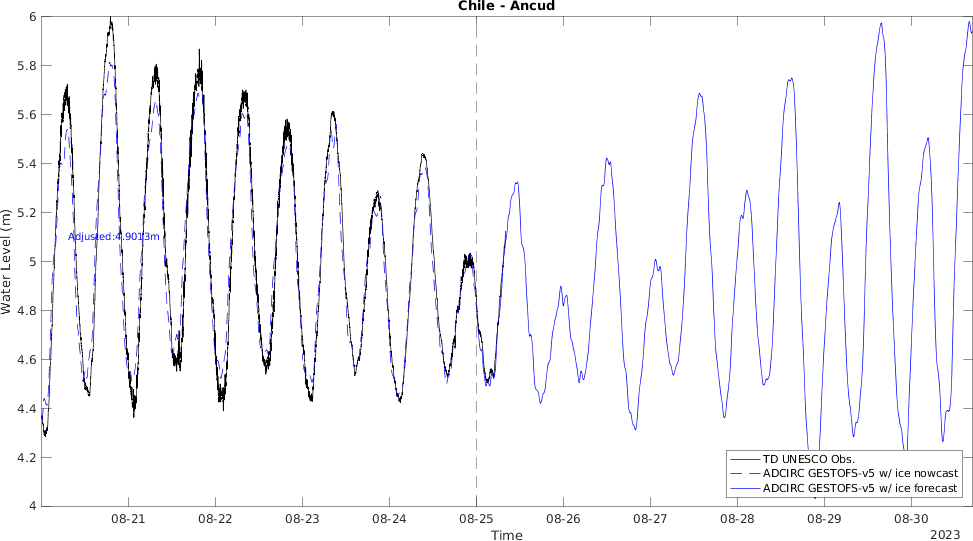 Chile - Ancud
6
5.8
5.6
5.4
5.2
5
4.8
4.6
4.4
4.2
4
Water Level (m)
Adjusted:4.9013m
TD UNESCO Obs.
ADCIRC GESTOFS-v5 w/ ice nowcast
ADCIRC GESTOFS-v5 w/ ice forecast
08-21 08-22 08-23 08-24 08-25 08-26 08-27 08-28 08-29 08-30
Time
2023